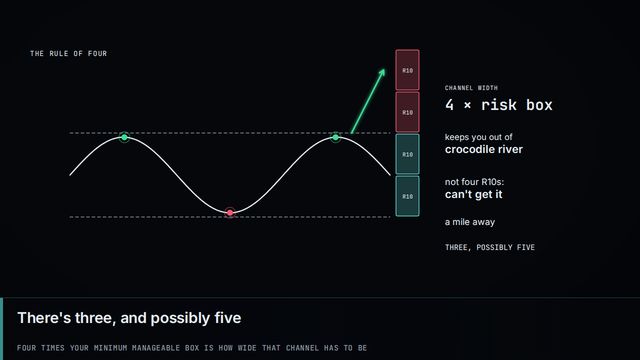 THE RULE OF FOUR
R10
R10
R10
R10
CHANNEL WIDTH
4 × risk box
keeps you out of
crocodile river
not four R10s:
can't get it
a mile away
THREE, POSSIBLY FIVE
There's three, and possibly five
FOUR TIMES YOUR MINIMUM MANAGEABLE BOX IS HOW WIDE THAT CHANNEL HAS TO BE